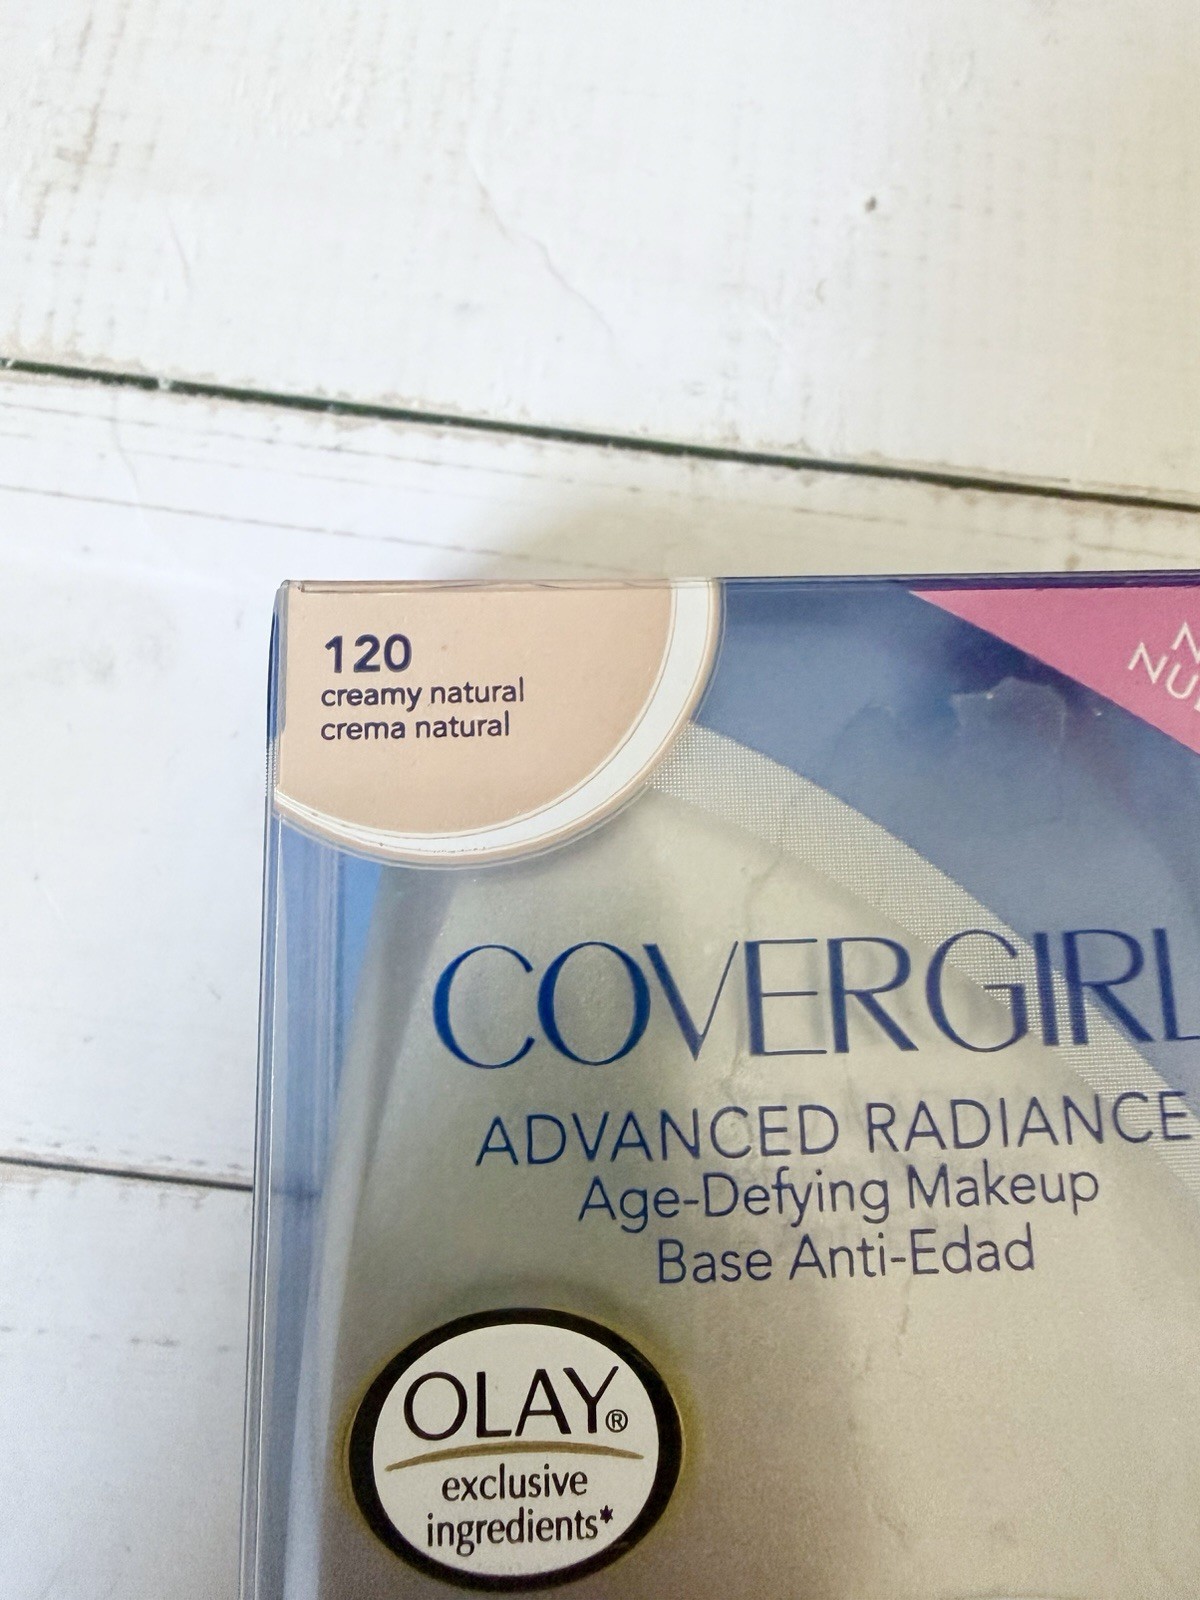 120
creamy natural
crema natural
COVERGIRL
ADVANCED RADIANCE
Age-Defying Makeup
Base Anti-Edad
OLAY®
exclusive
ingredients*